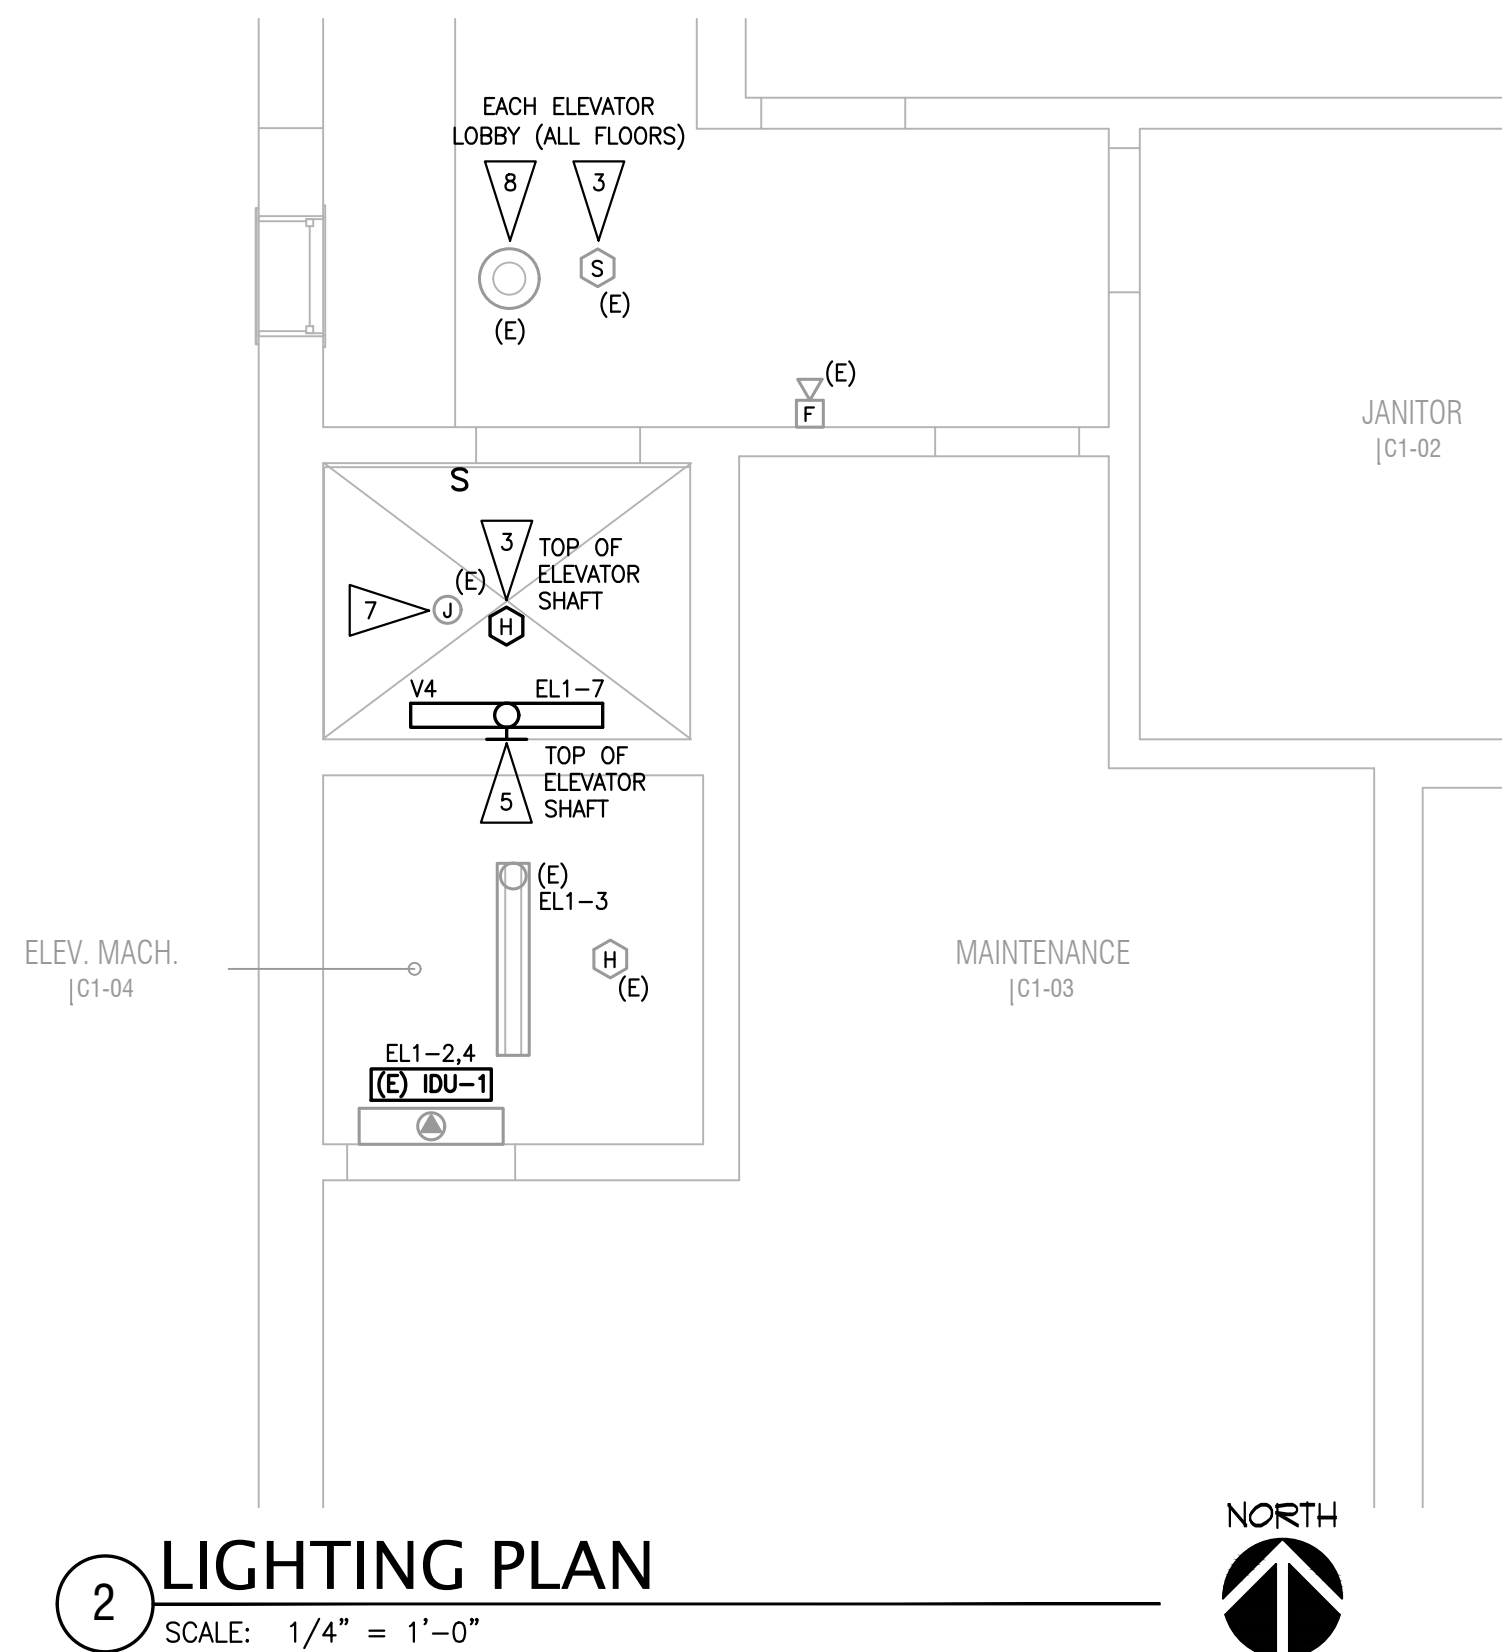 EACH ELEVATOR
LOBBY (ALL FLOORS)
8
3
S
(E)
(E)
(E)
F
JANITOR
C1-02
S
3
TOP OF
ELEVATOR
SHAFT
(E)
7
J
H
V4
EL1-7
TOP OF
ELEVATOR
SHAFT
5
(E)
EL1-3
H
(E)
ELEV. MACH.
C1-04
MAINTENANCE
C1-03
EL1-2,4
(E) IDU-1
NORTH
2
LIGHTING PLAN
SCALE: 1/4" = 1'-0"